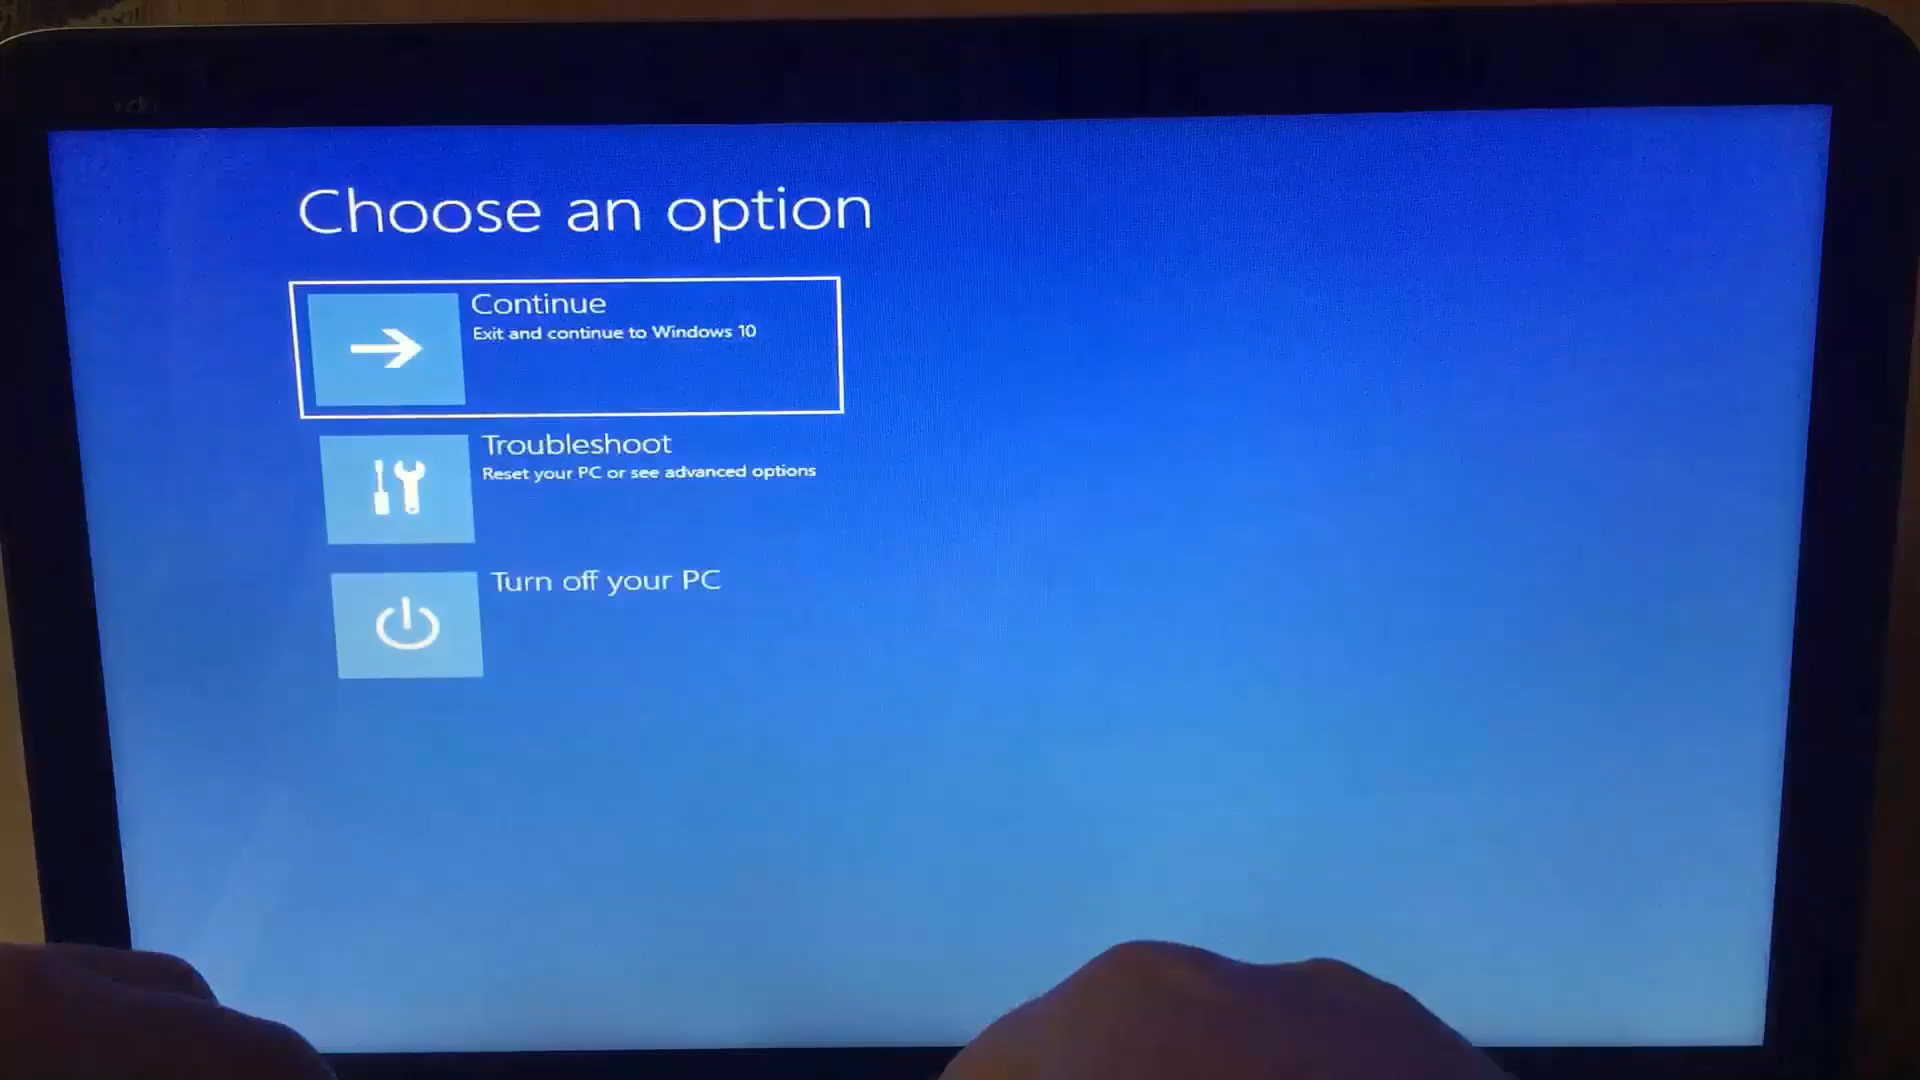 Choose an option
Continue
Exit and continue to Windows 10
Troubleshoot
Reset your PC or see advanced options
Turn off your PC